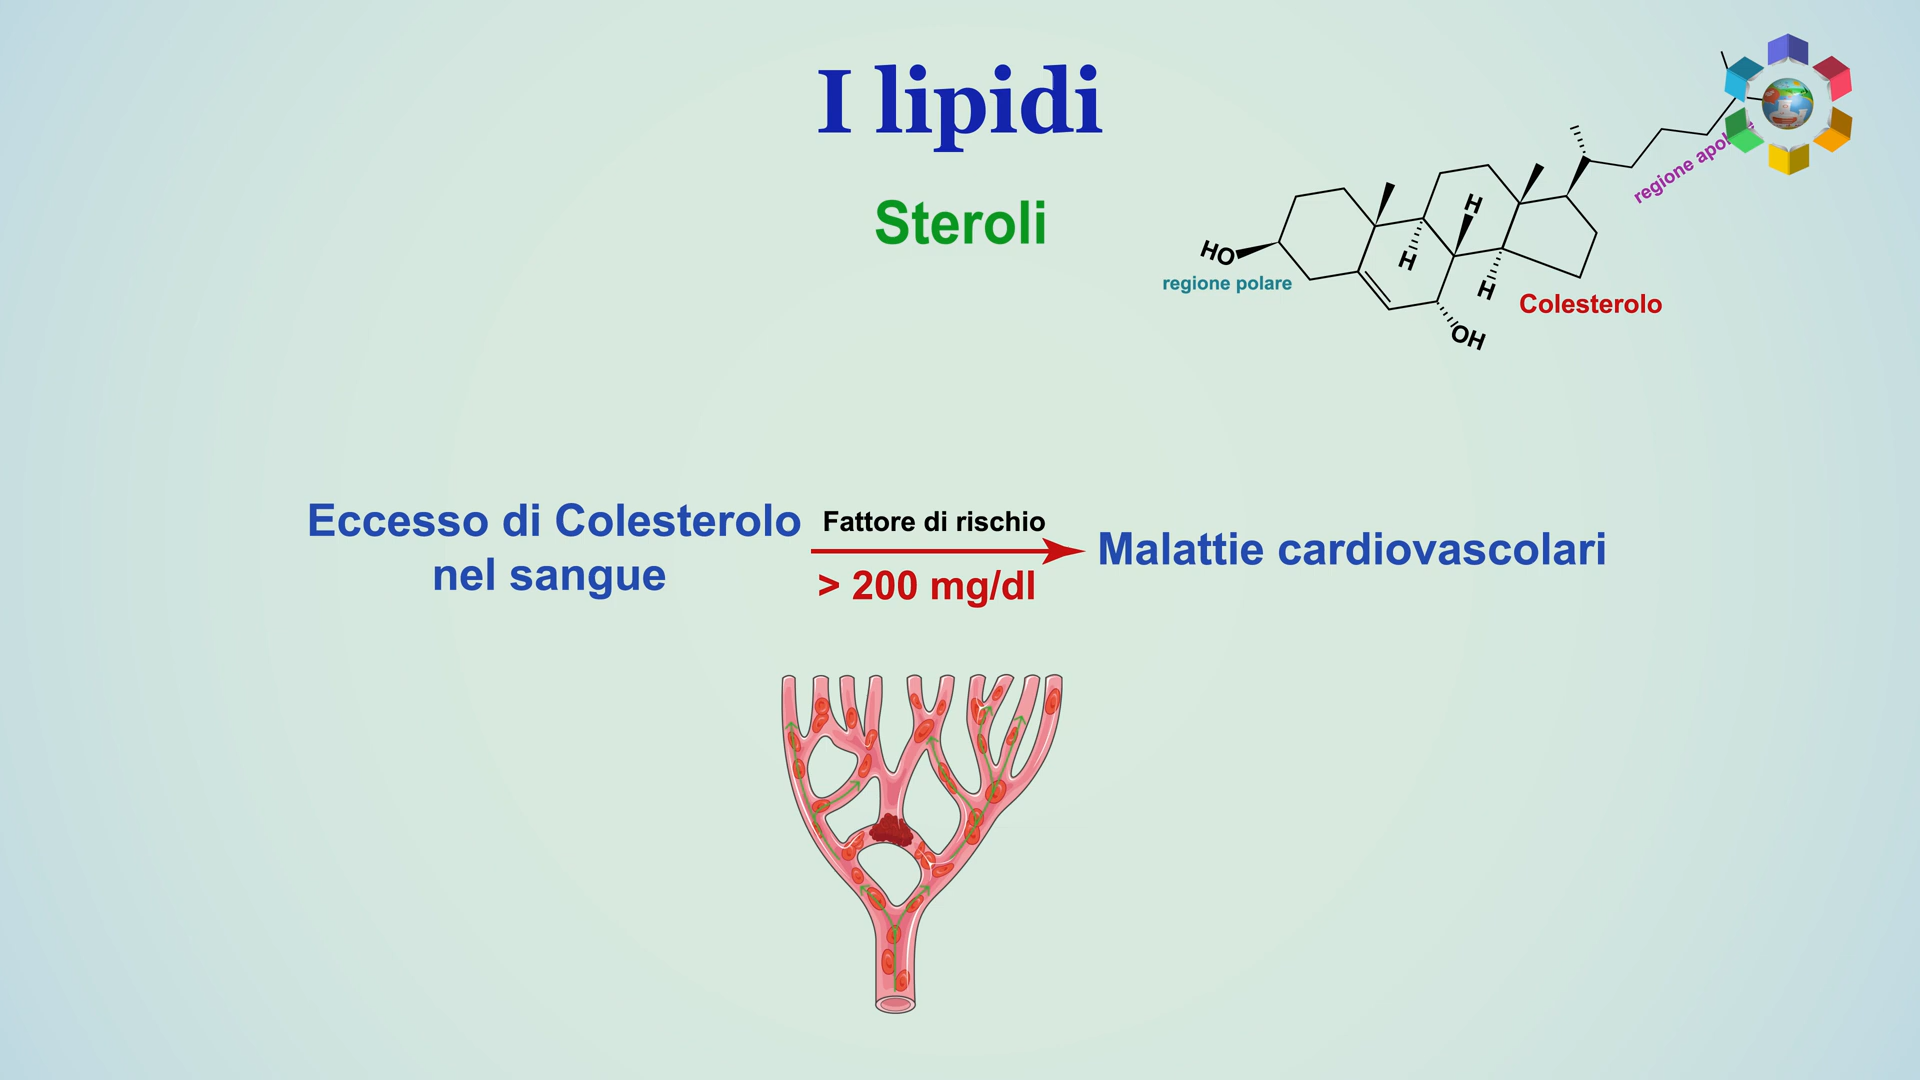 I lipidi
Steroli
HO
regione polare
H
H
H
OH
Colesterolo
regione
Eccesso di Colesterolo
nel sangue
Fattore di rischio
> 200 mg/dl
Malattie cardiovascolari